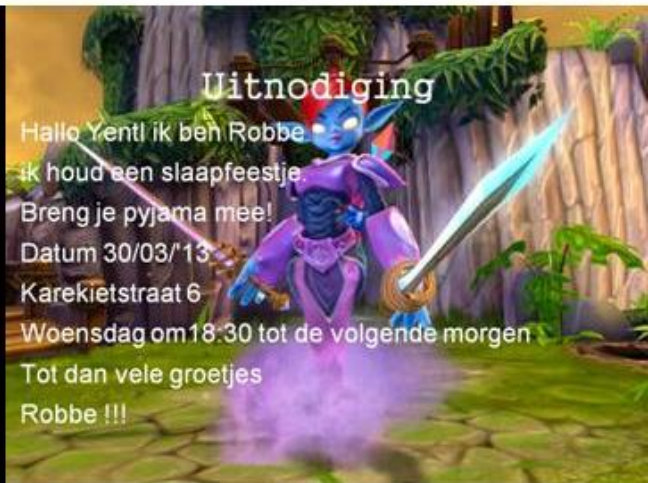 Uitnodiging
Hallo Yentl ik ben Robbe
ik houd een slaapfeestje.
Breng je pyjama mee!
Datum 30/03/'13
Karekietstraat 6
Woensdag om18:30 tot de volgende morgen
Tot dan vele groetjes
Robbe !!!